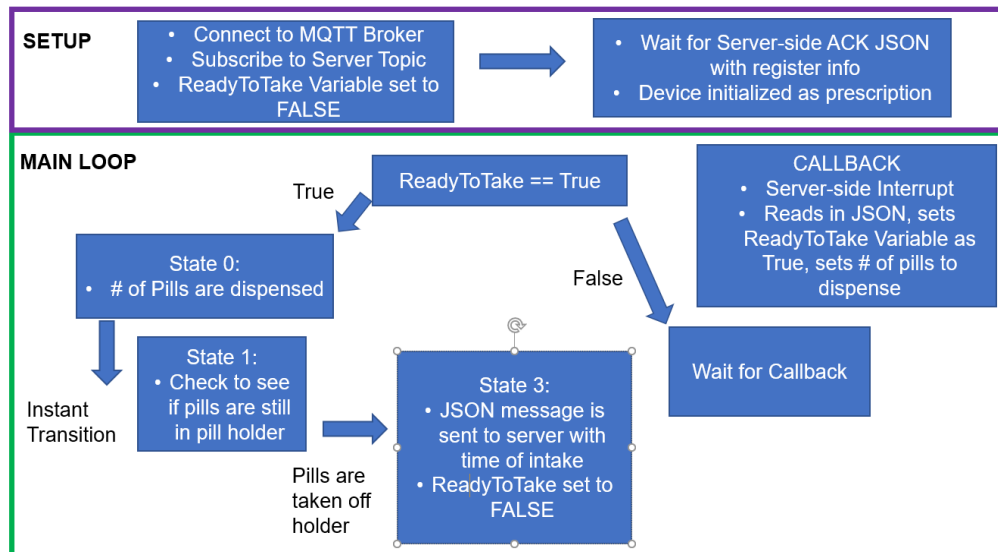 SETUP
• Connect to MQTT Broker
• Subscribe to Server Topic
• ReadyToTake Variable set to
FALSE
• Wait for Server-side ACK JSON
with register info
• Device initialized as prescription
MAIN LOOP
ReadyToTake == True
True
False
State 0:
• # of Pills are dispensed
Instant
Transition
State 1:
• Check to see
if pills are still
in pill holder
Pills are
taken off
holder
State 3:
• JSON message is
sent to server with
time of intake
• ReadyToTake set to
FALSE
CALLBACK
• Server-side Interrupt
• Reads in JSON, sets
ReadyToTake Variable as
True, sets # of pills to
dispense
Wait for Callback